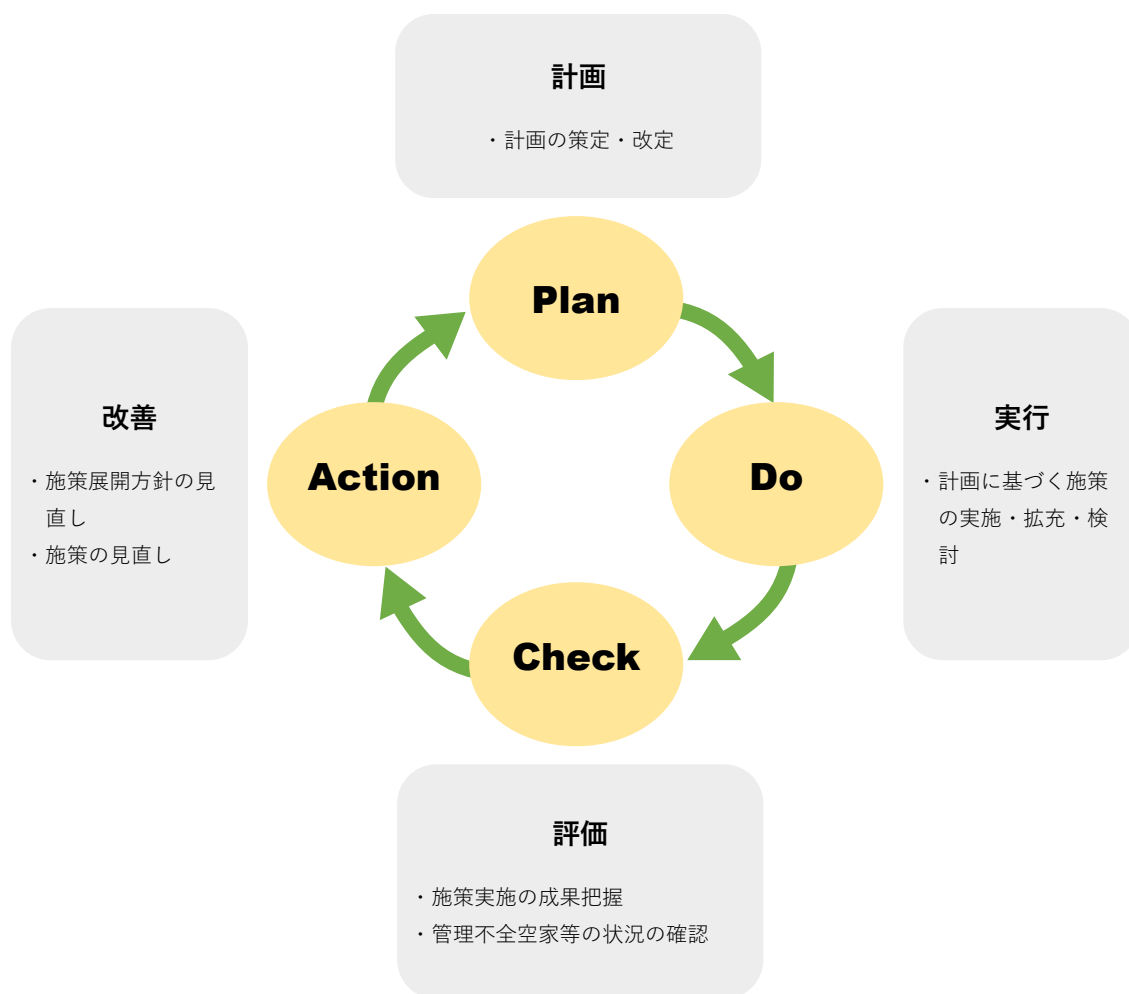 計画
・計画の策定・改定
Plan
改善
・施策展開方針の見
直し
・施策の見直し
Action
Do
実行
・計画に基づく施策
の実施・拡充・検
討
Check
評価
・施策実施の成果把握
・管理不全空家等の状況の確認